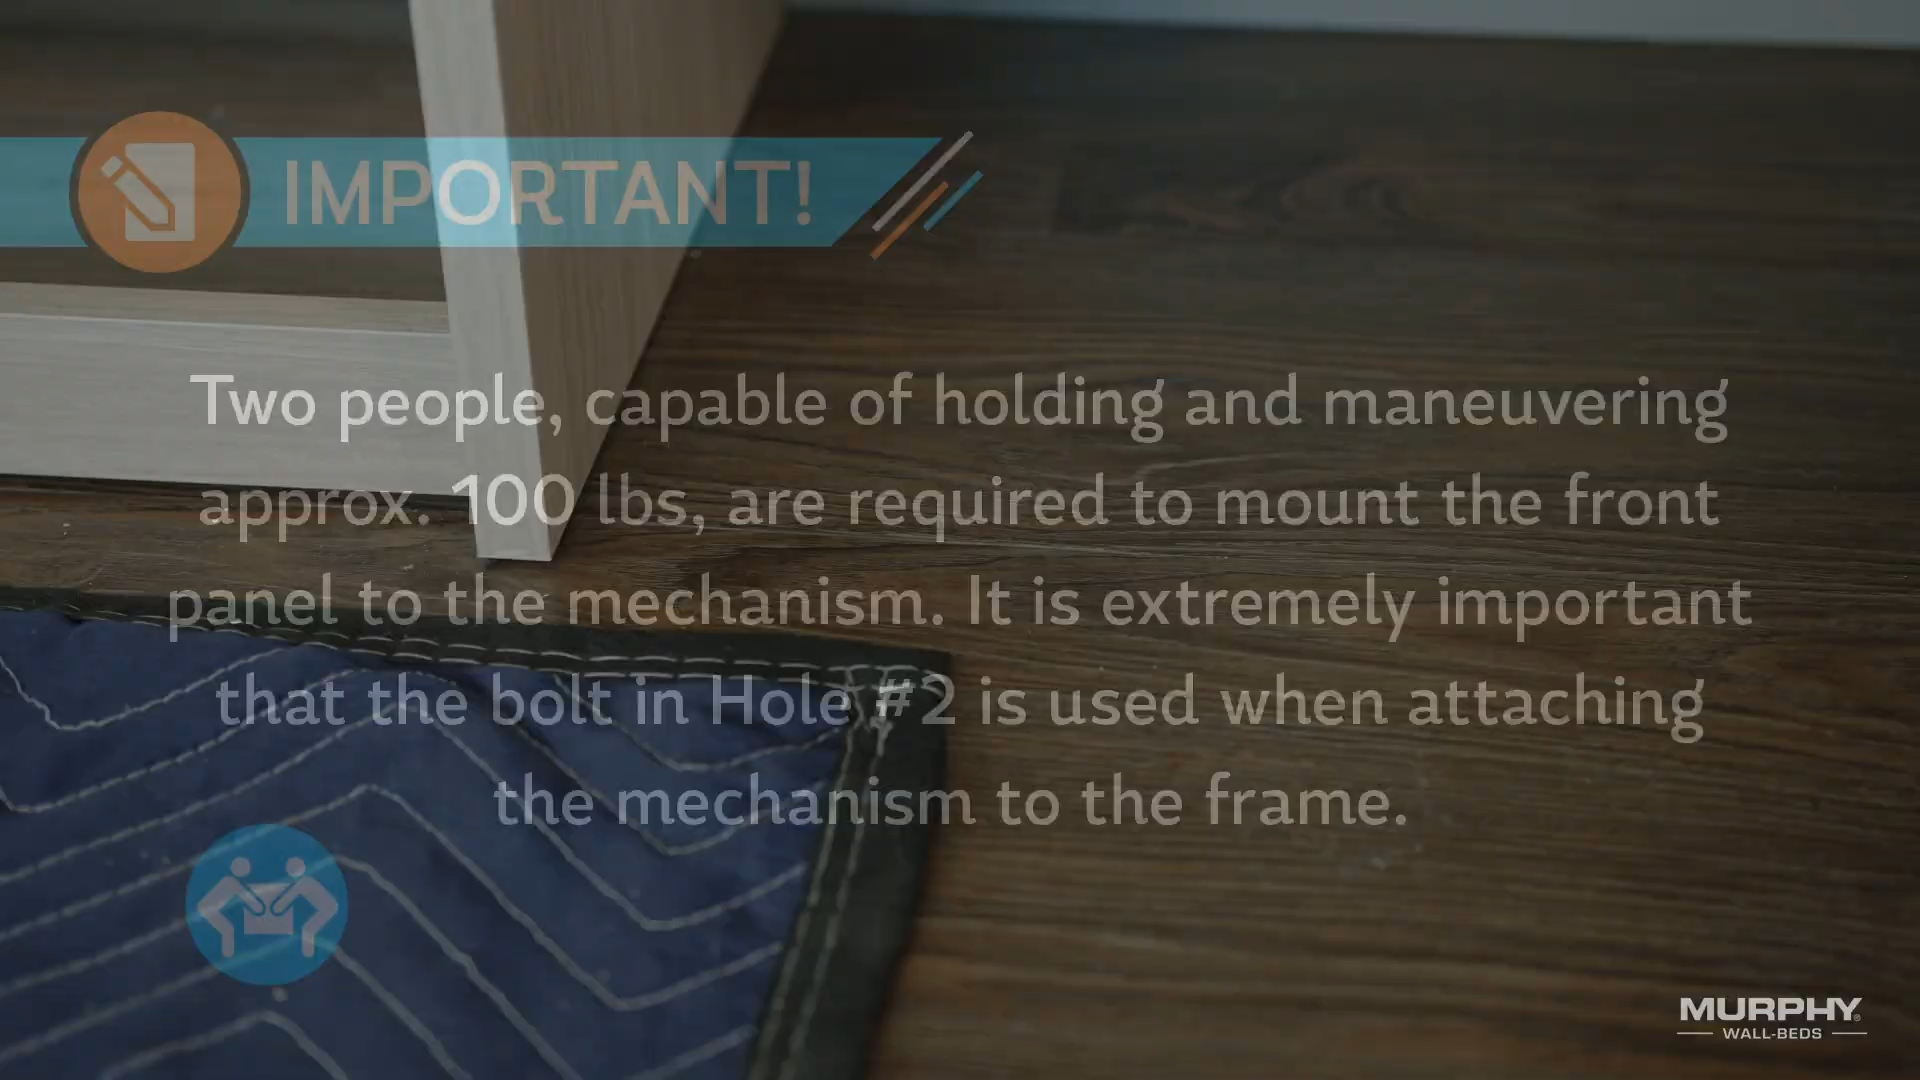 IMPORTANT!
Two people, capable of holding and maneuvering
approx. 100 lbs, are required to mount the front
panel to the mechanism. It is extremely important
that the bolt in Hole #2 is used when attaching
the mechanism to the frame.
MURPHY®
WALL-BEDS